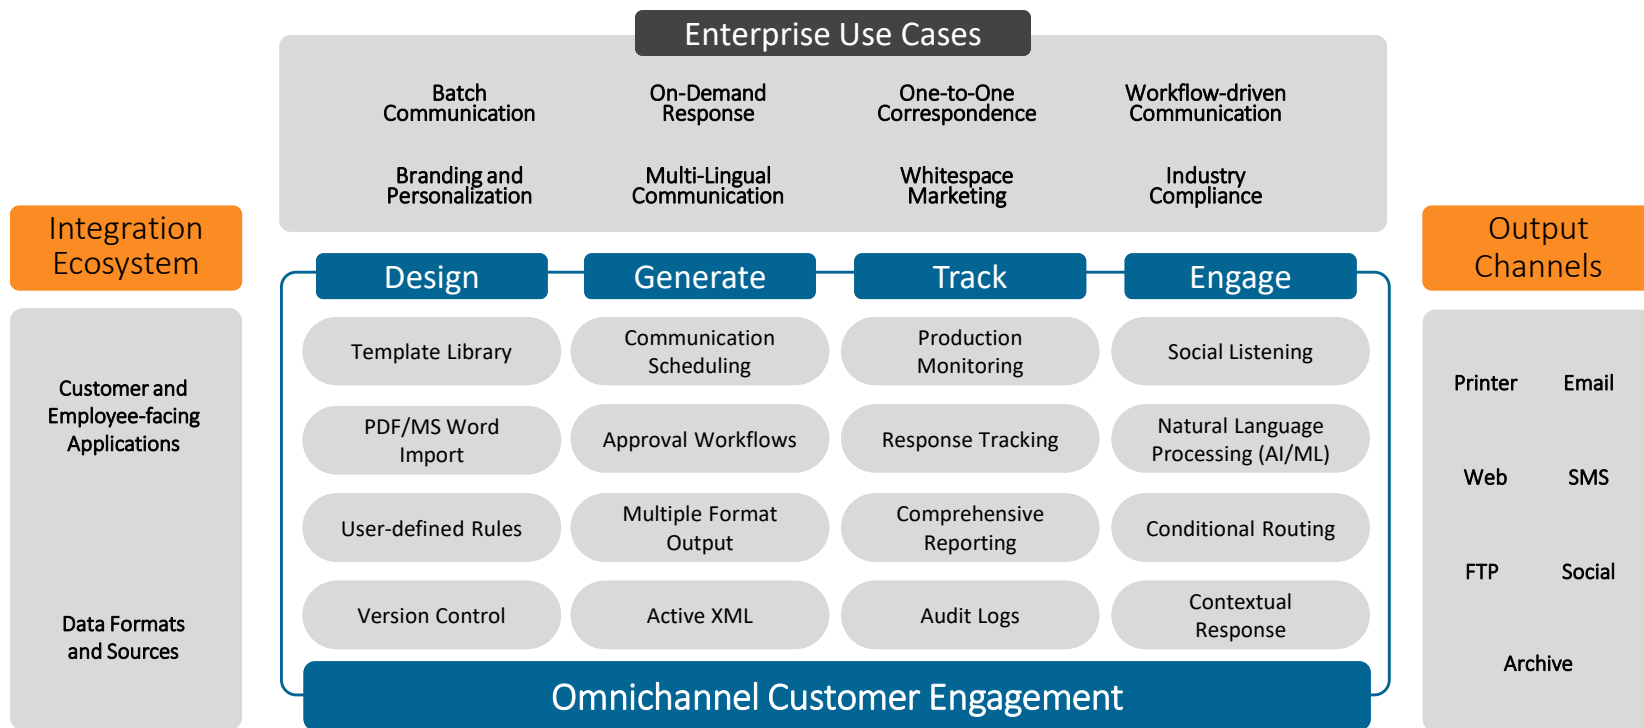 Enterprise Use Cases
Batch
Communication
On-Demand
Response
One-to-One
Correspondence
Workflow-driven
Communication
Branding and
Personalization
Multi-Lingual
Communication
Whitespace
Marketing
Industry
Compliance
Integration
Ecosystem
Customer and
Employee-facing
Applications
Data Formats
and Sources
Design
Template Library
PDF/MS Word
Import
User-defined Rules
Version Control
Generate
Communication
Scheduling
Approval Workflows
Multiple Format
Output
Active XML
Track
Production
Monitoring
Response Tracking
Comprehensive
Reporting
Audit Logs
Engage
Social Listening
Natural Language
Processing (AI/ML)
Conditional Routing
Contextual
Response
Omnichannel Customer Engagement
Output
Channels
Printer
Email
Web
SMS
FTP
Social
Archive